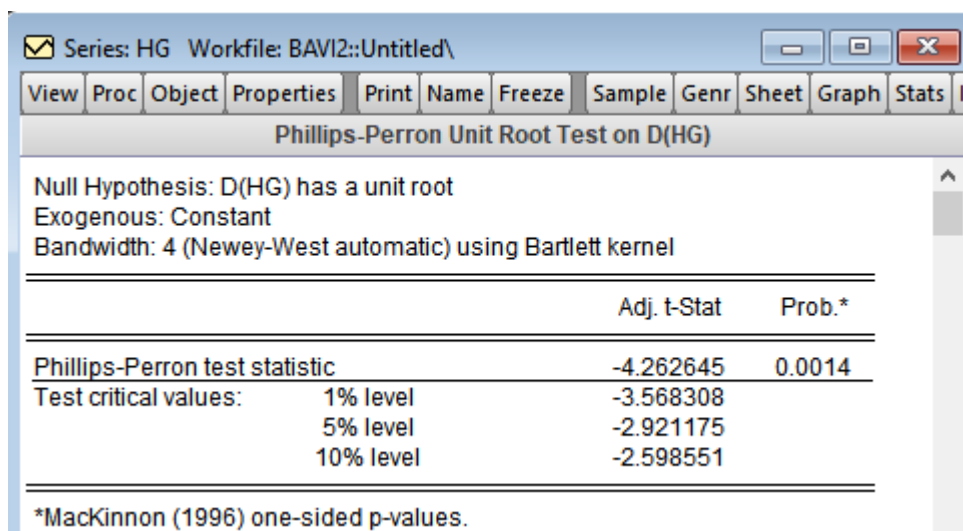 Series: HG Workfile: BAVI2::Untitled\
View Proc Object Properties Print Name Freeze Sample Genr Sheet Graph Stats
Phillips-Perron Unit Root Test on D(HG)
Null Hypothesis: D(HG) has a unit root
Exogenous: Constant
Bandwidth: 4 (Newey-West automatic) using Bartlett kernel
Adj. t-Stat Prob.*
Phillips-Perron test statistic -4.262645 0.0014
Test critical values: 1% level -3.568308
5% level -2.921175
10% level -2.598551
*MacKinnon (1996) one-sided p-values.